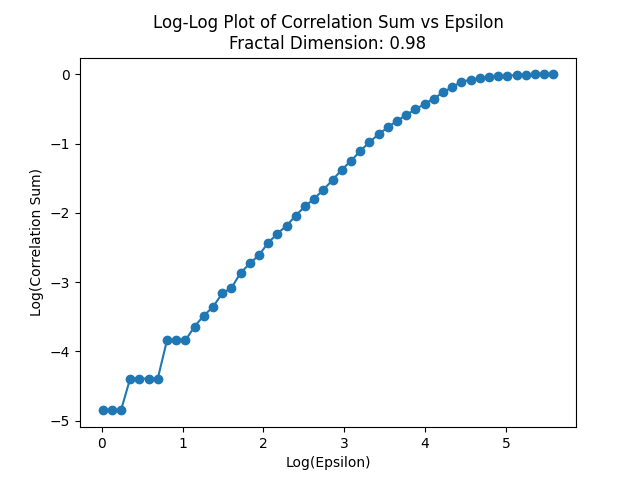 Log-Log Plot of Correlation Sum vs Epsilon
Fractal Dimension: 0.98
Log(Correlation Sum)
0
−1
−2
−3
−4
−5
0 1 2 3 4 5
Log(Epsilon)